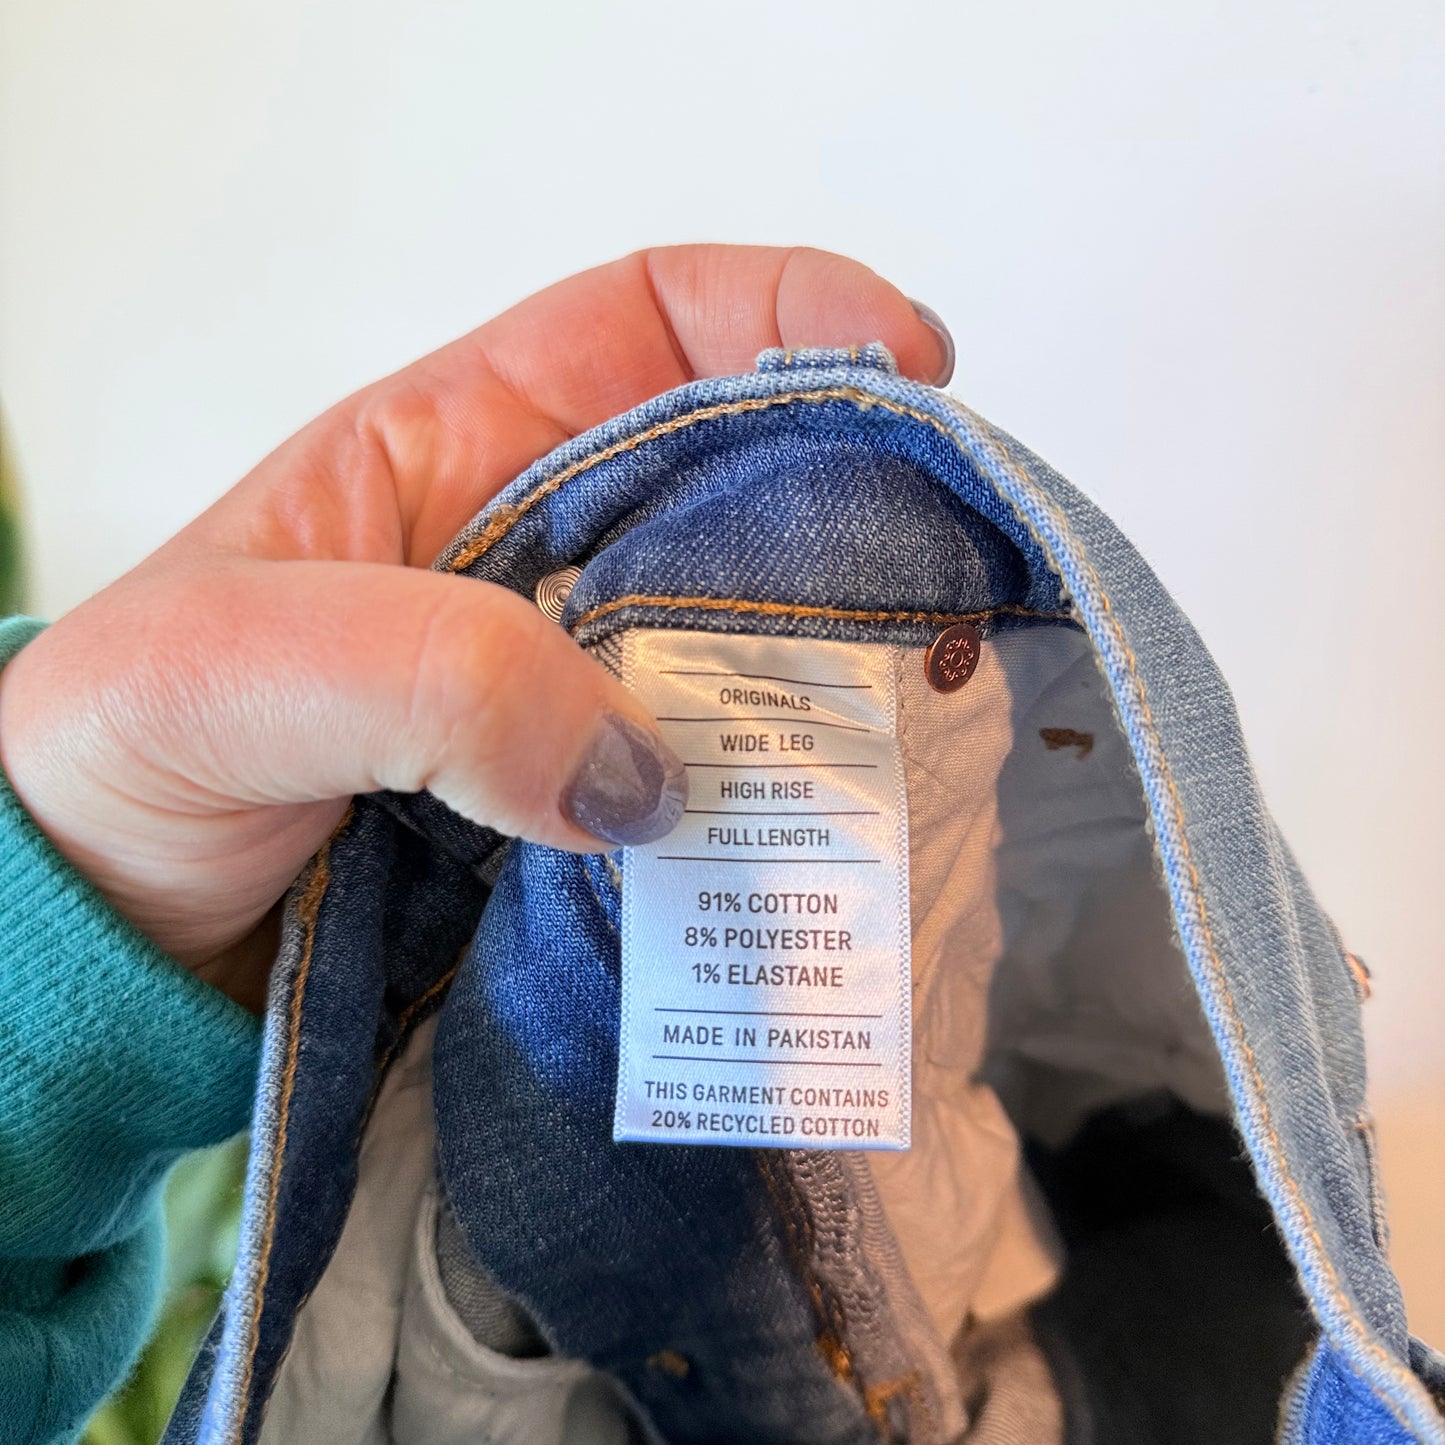 ORIGINALS
WIDE LEG
HIGH RISE
FULL LENGTH
91% COTTON
8% POLYESTER
1% ELASTANE
MADE IN PAKISTAN
THIS GARMENT CONTAINS
20% RECYCLED COTTON